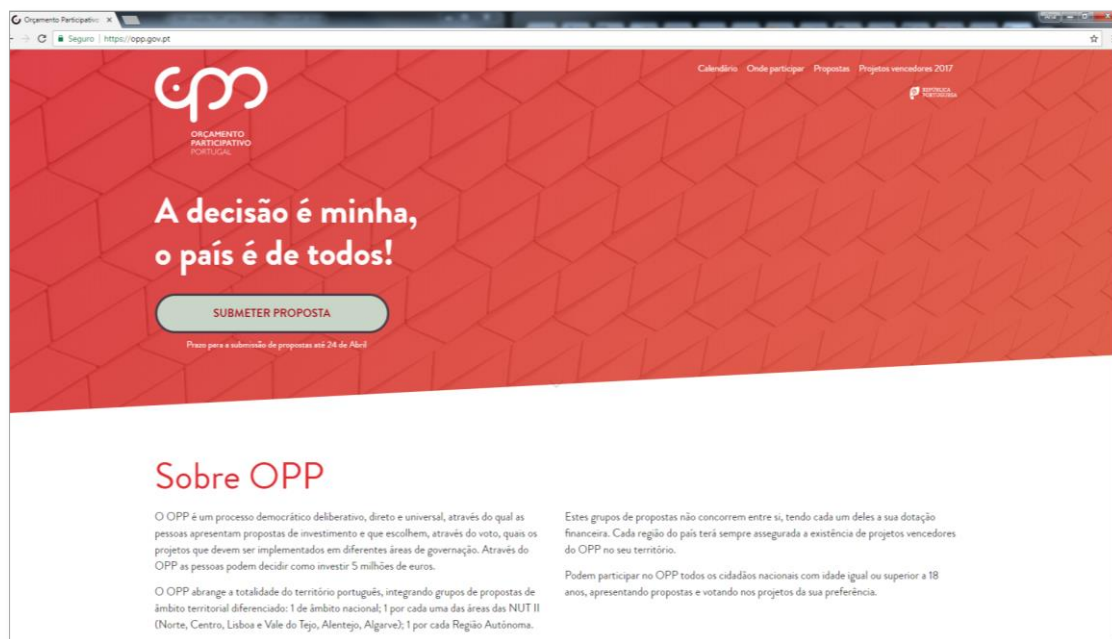 Orçamento Participativo
Seguro | https://opp.gov.pt
opp
Calendário Onde participar Propostas Projetos vencedores 2017
REPÚBLICA
PORTUGUESA
ORÇAMENTO
PARTICIPATIVO
PORTUGAL
A decisão é minha,
o país é de todos!
SUBMETER PROPOSTA
Prazo para a submissão de propostas até 24 de Abril
Sobre OPP
O OPP é um processo democrático deliberativo, direto e universal, através do qual as
pessoas apresentam propostas de investimento e que escolhem, através do voto, quais os
projetos que devem ser implementados em diferentes áreas de governação. Através do
OPP as pessoas podem decidir como investir 5 milhões de euros.
O OPP abrange a totalidade do território português, integrando grupos de propostas de
âmbito territorial diferenciado: 1 de âmbito nacional; 1 por cada uma das áreas das NUT II
(Norte, Centro, Lisboa e Vale do Tejo, Alentejo, Algarve); 1 por cada Região Autónoma.
Estes grupos de propostas não concorrem entre si, tendo cada um deles a sua dotação
financeira. Cada região do país terá sempre assegurada a existência de projetos vencedores
do OPP no seu território.
Podem participar no OPP todos os cidadãos nacionais com idade igual ou superior a 18
anos, apresentando propostas e votando nos projetos da sua preferência.